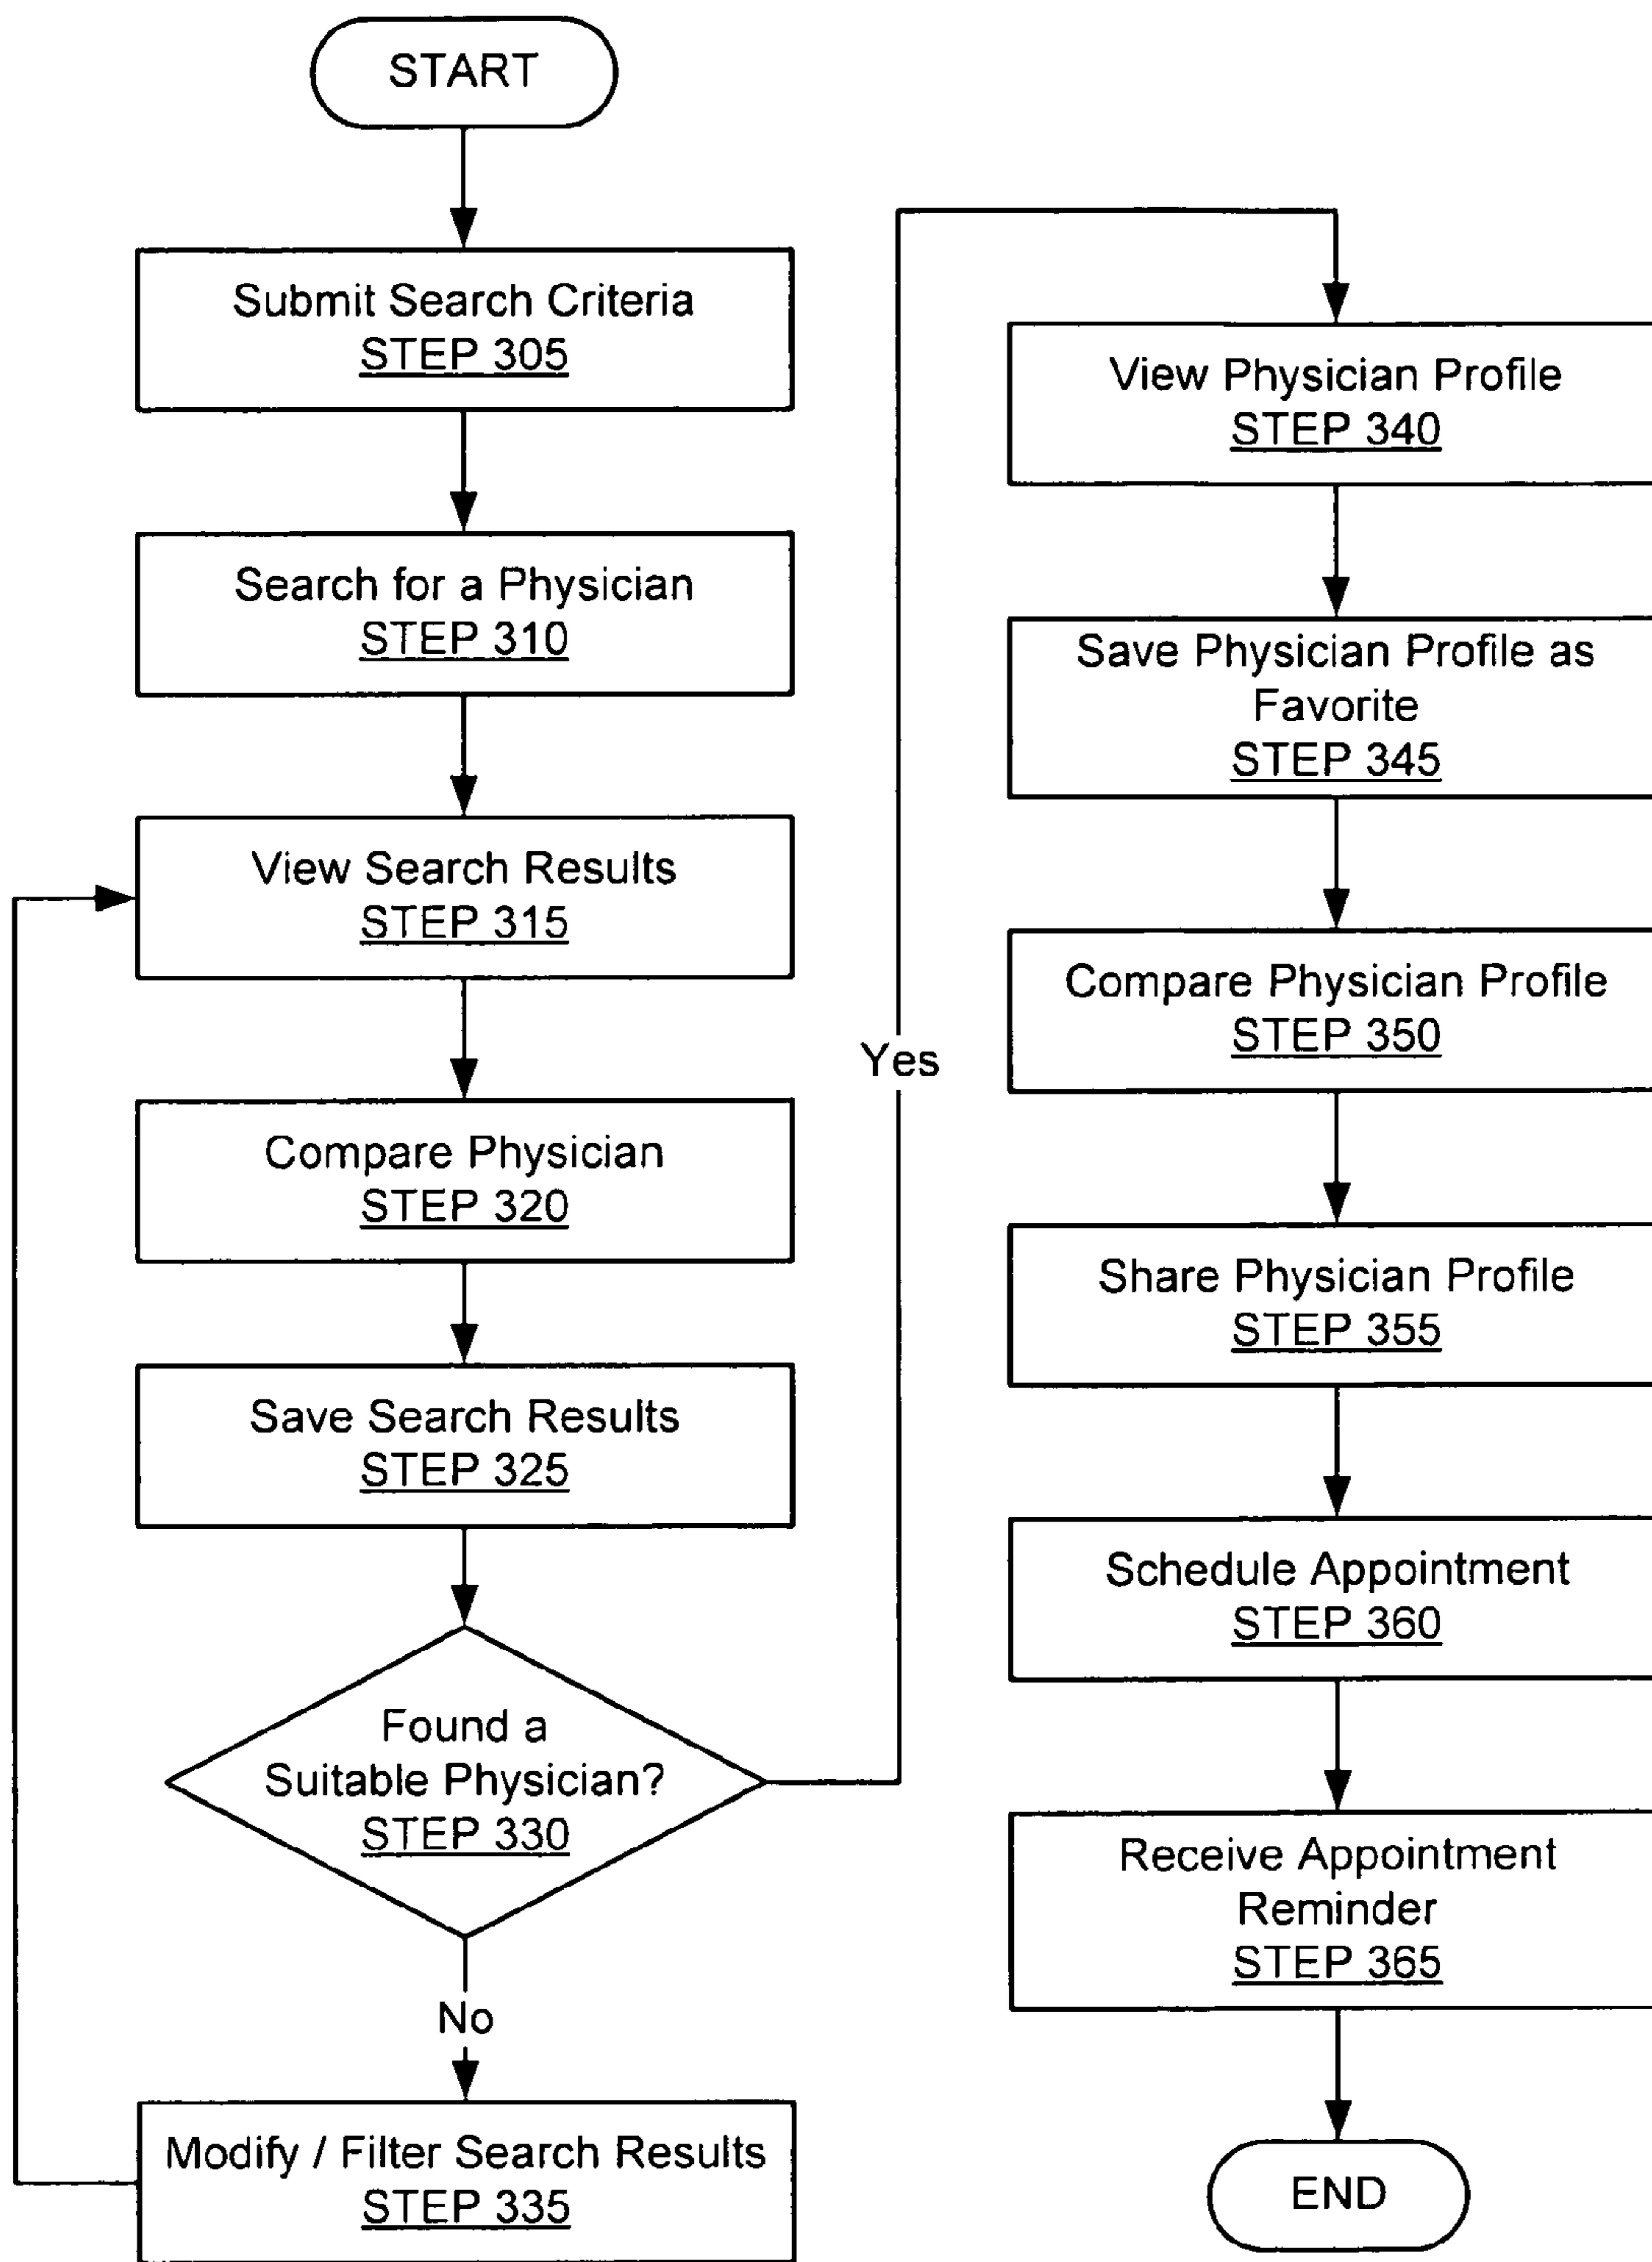 START
Submit Search Criteria
STEP 305
Search for a Physician
STEP 310
View Search Results
STEP 315
Compare Physician
STEP 320
Save Search Results
STEP 325
Found a
Suitable Physician?
STEP 330
No
Modify / Filter Search Results
STEP 335
Yes
View Physician Profile
STEP 340
Save Physician Profile as
Favorite
STEP 345
Compare Physician Profile
STEP 350
Share Physician Profile
STEP 355
Schedule Appointment
STEP 360
Receive Appointment
Reminder
STEP 365
END